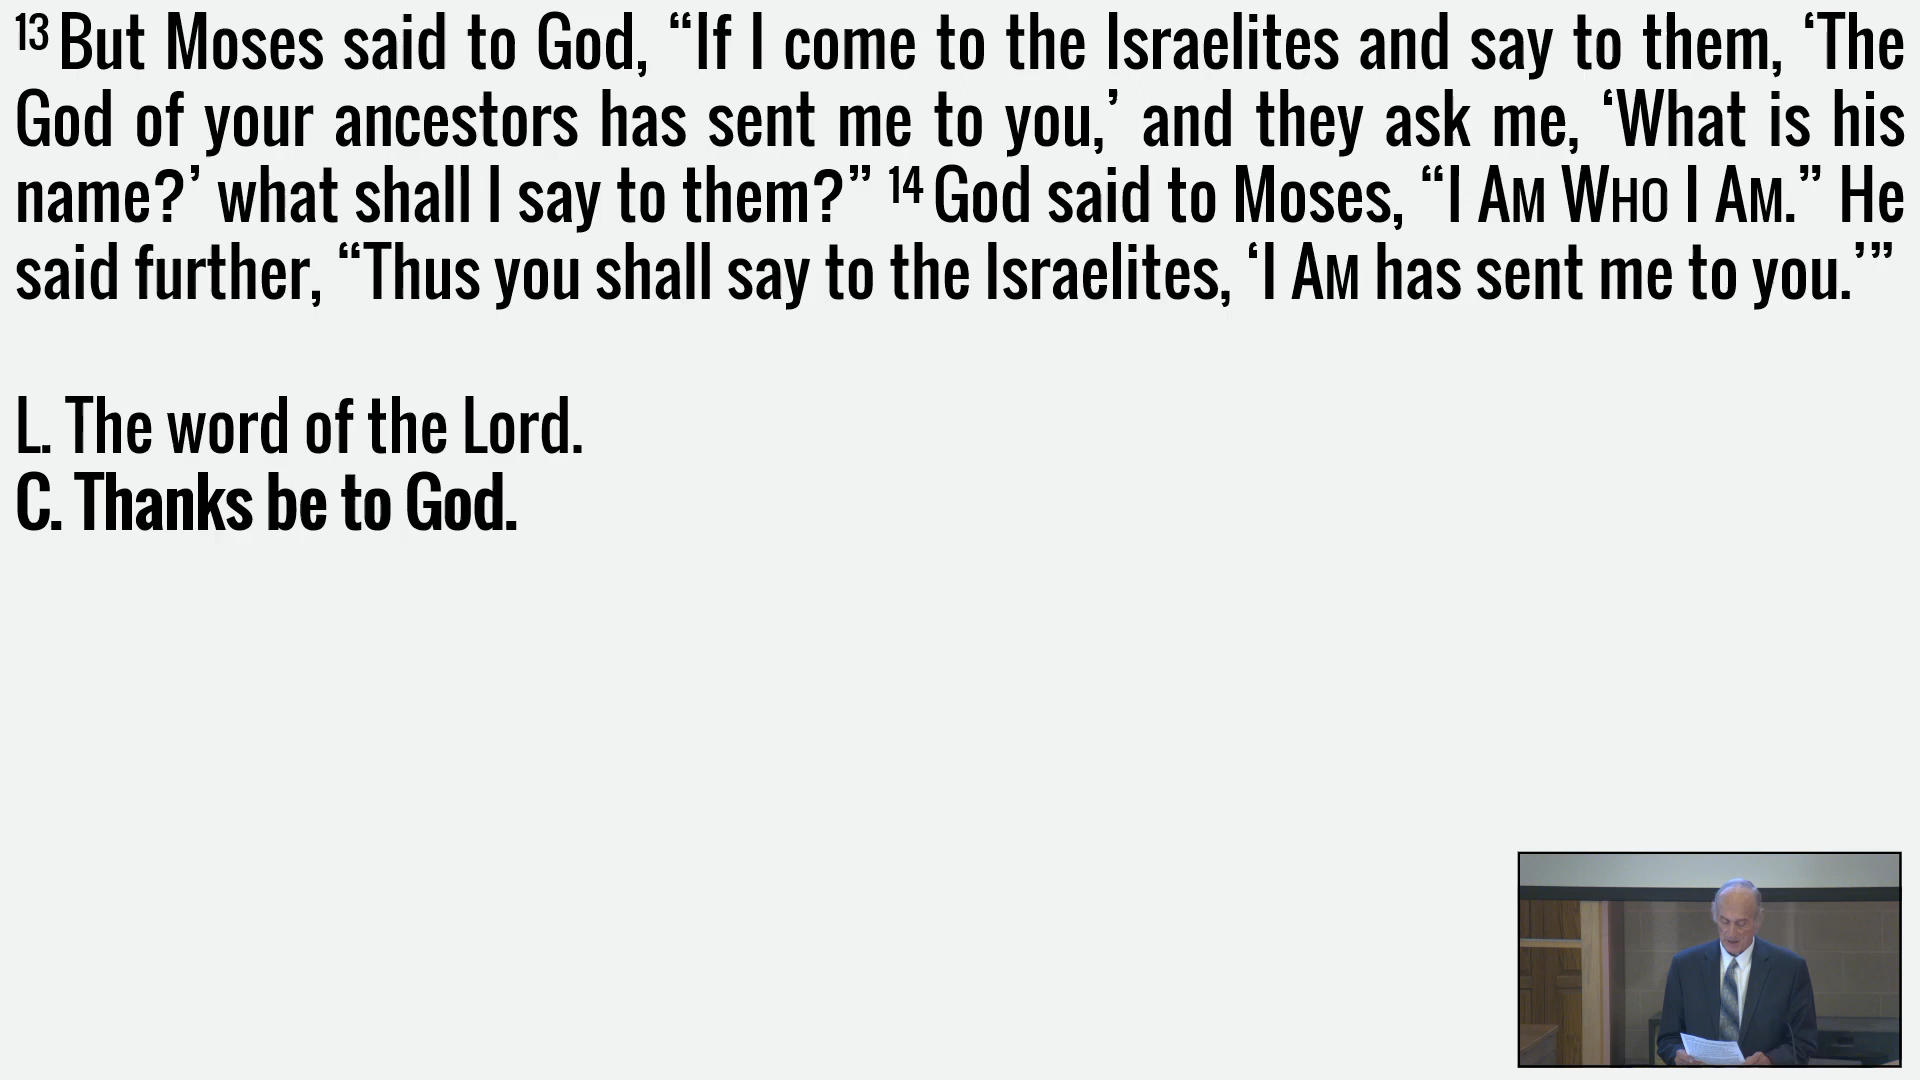 13 But Moses said to God, “If I come to the Israelites and say to them, ‘The
God of your ancestors has sent me to you,’ and they ask me, ‘What is his
name?’ what shall I say to them?” 14 God said to Moses, “I AM WHO I AM.” He
said further, “Thus you shall say to the Israelites, ‘I AM has sent me to you.’”
L. The word of the Lord.
C. Thanks be to God.